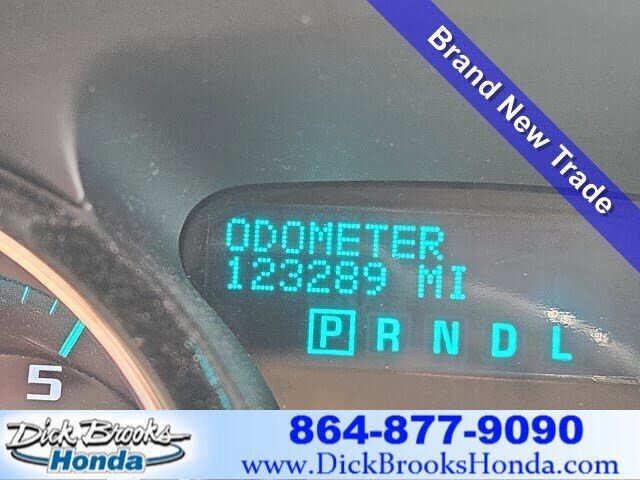 Brand New Trade
ODOMETER
123289 MI
P R N D L
5
Dick Brooks
Honda
864-877-9090
www.DickBrooksHonda.com